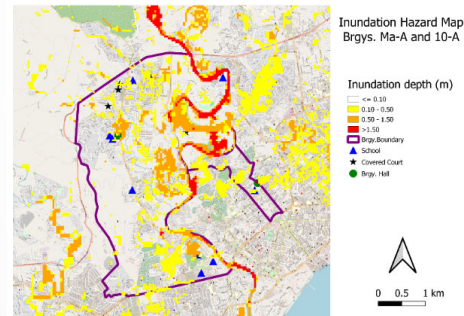 Inundation Hazard Map
Brgys. Ma-A and 10-A
Inundation depth (m)
<= 0.10
0.10 - 0.50
0.50 - 1.50
>1.50
Brgy.Boundary
School
Covered Court
Brgy. Hall
0 0.5 1 km